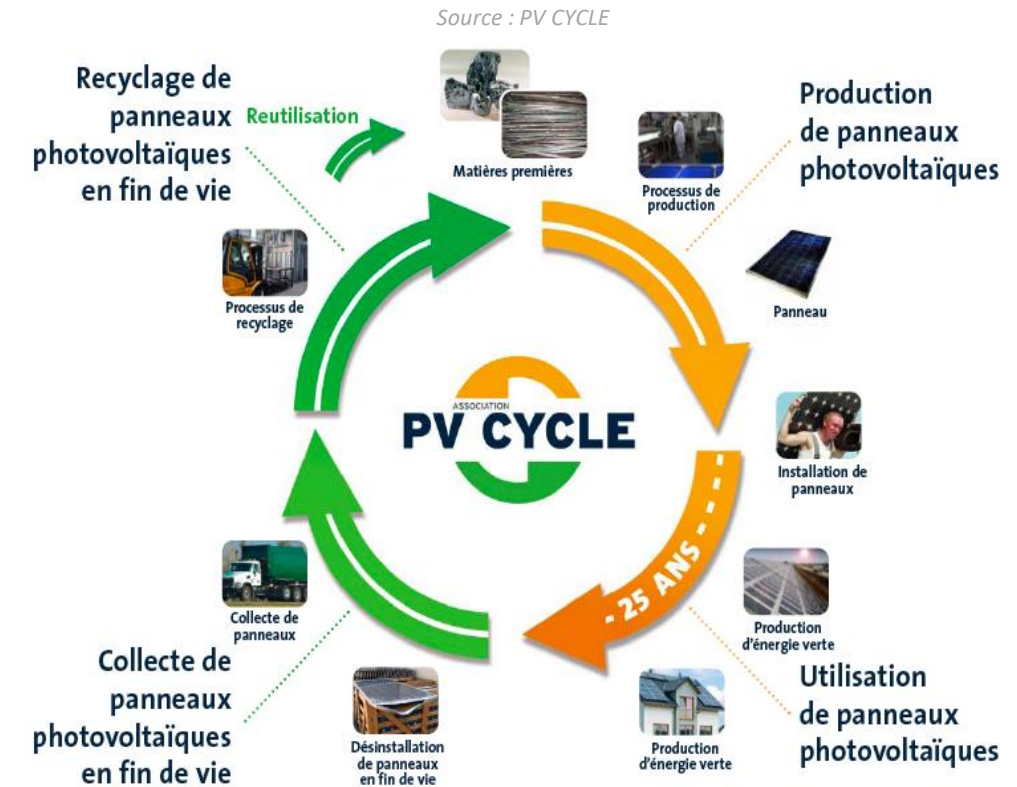 Source : PV CYCLE
Recyclage de
panneaux
photovoltaïques
en fin de vie
Reutilisation
Matières premières
Processus de
production
Production
de panneaux
photovoltaïques
Processus de
recyclage
Panneau
ASSOCIATION
PV CYCLE
Installation de
panneaux
- 25 ANS - - -
Collecte de
panneaux
Production
d'énergie verte
Collecte de
panneaux
photovoltaïques
en fin de vie
Désinstallation
de panneaux
en fin de vie
Production
d'énergie verte
Utilisation
de panneaux
photovoltaïques